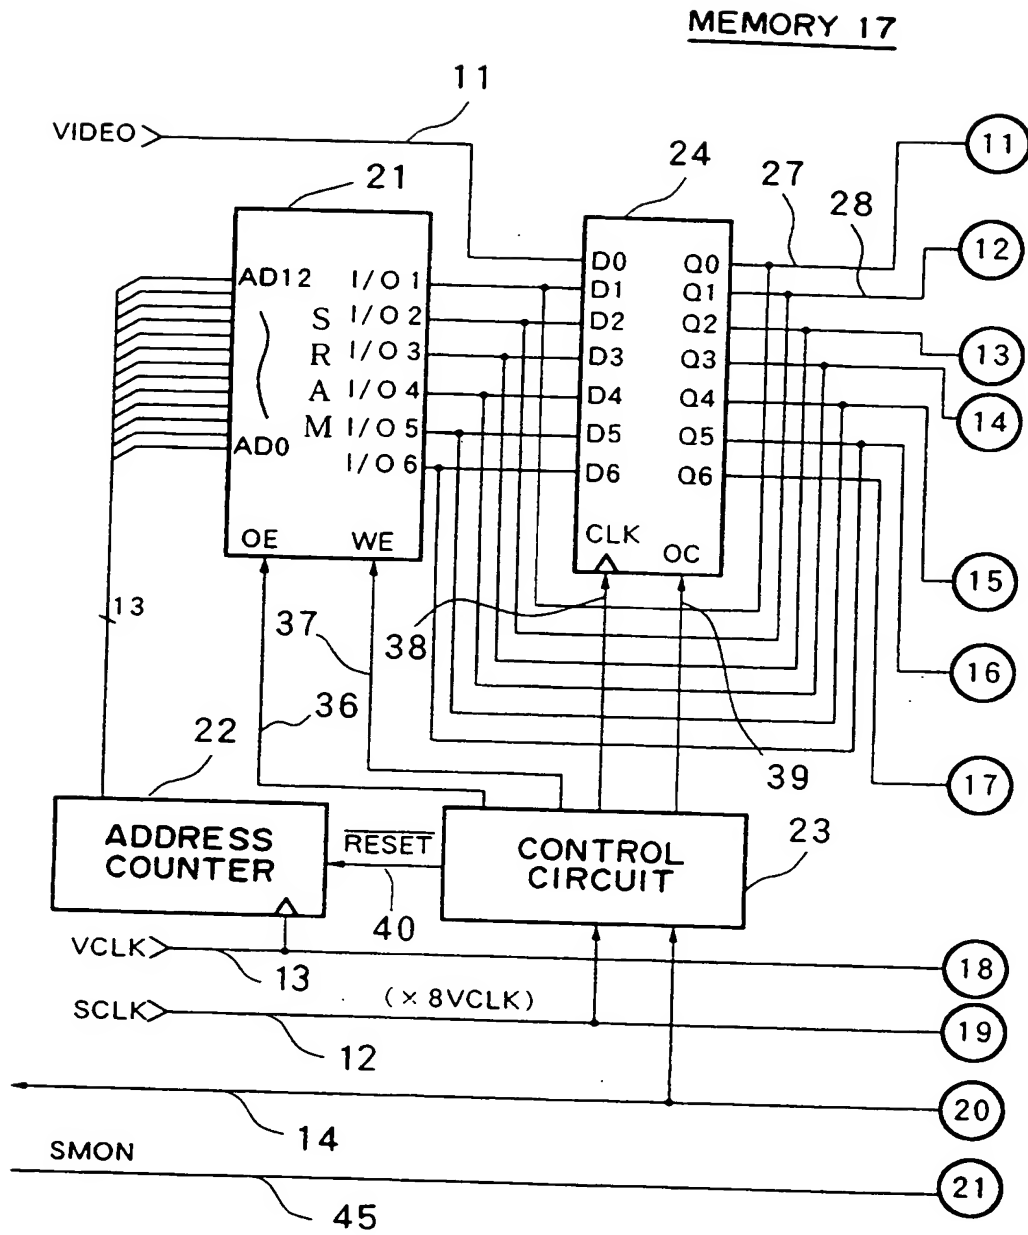 MEMORY 17
VIDEO
11
21
24
27
28
11
12
13
14
15
16
17
AD12
AD0
SRAM
I/O 1
I/O 2
I/O 3
I/O 4
I/O 5
I/O 6
OE
WE
D0
D1
D2
D3
D4
D5
D6
Q0
Q1
Q2
Q3
Q4
Q5
Q6
CLK
OC
13
37
36
38
39
22
ADDRESS
COUNTER
RESET
40
CONTROL
CIRCUIT
23
VCLK
13
18
SCLK
(×8VCLK)
12
19
14
20
SMON
45
21